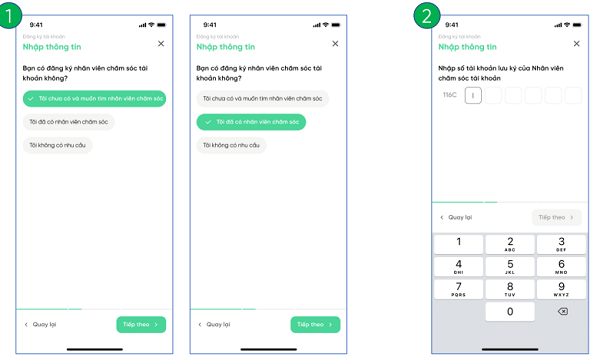 1
9:41
Đăng ký tài khoản
Nhập thông tin
Bạn có đăng ký nhân viên chăm sóc tài
khoản không?
Tôi chưa có và muốn tìm nhân viên chăm sóc
Tôi đã có nhân viên chăm sóc
Tôi không có nhu cầu
Quay lại
Tiếp theo
9:41
Đăng ký tài khoản
Nhập thông tin
Bạn có đăng ký nhân viên chăm sóc tài
khoản không?
Tôi chưa có và muốn tìm nhân viên chăm sóc
Tôi đã có nhân viên chăm sóc
Tôi không có nhu cầu
Quay lại
Tiếp theo
2
9:41
Đăng ký tài khoản
Nhập thông tin
Nhập số tài khoản lưu ký của Nhân viên
chăm sóc tài khoản
116C
Quay lại
Tiếp theo
1 2 3
ABC DEF
4 5 6
GHI JKL MNO
7 8 9
PQRS TUV WXYZ
0